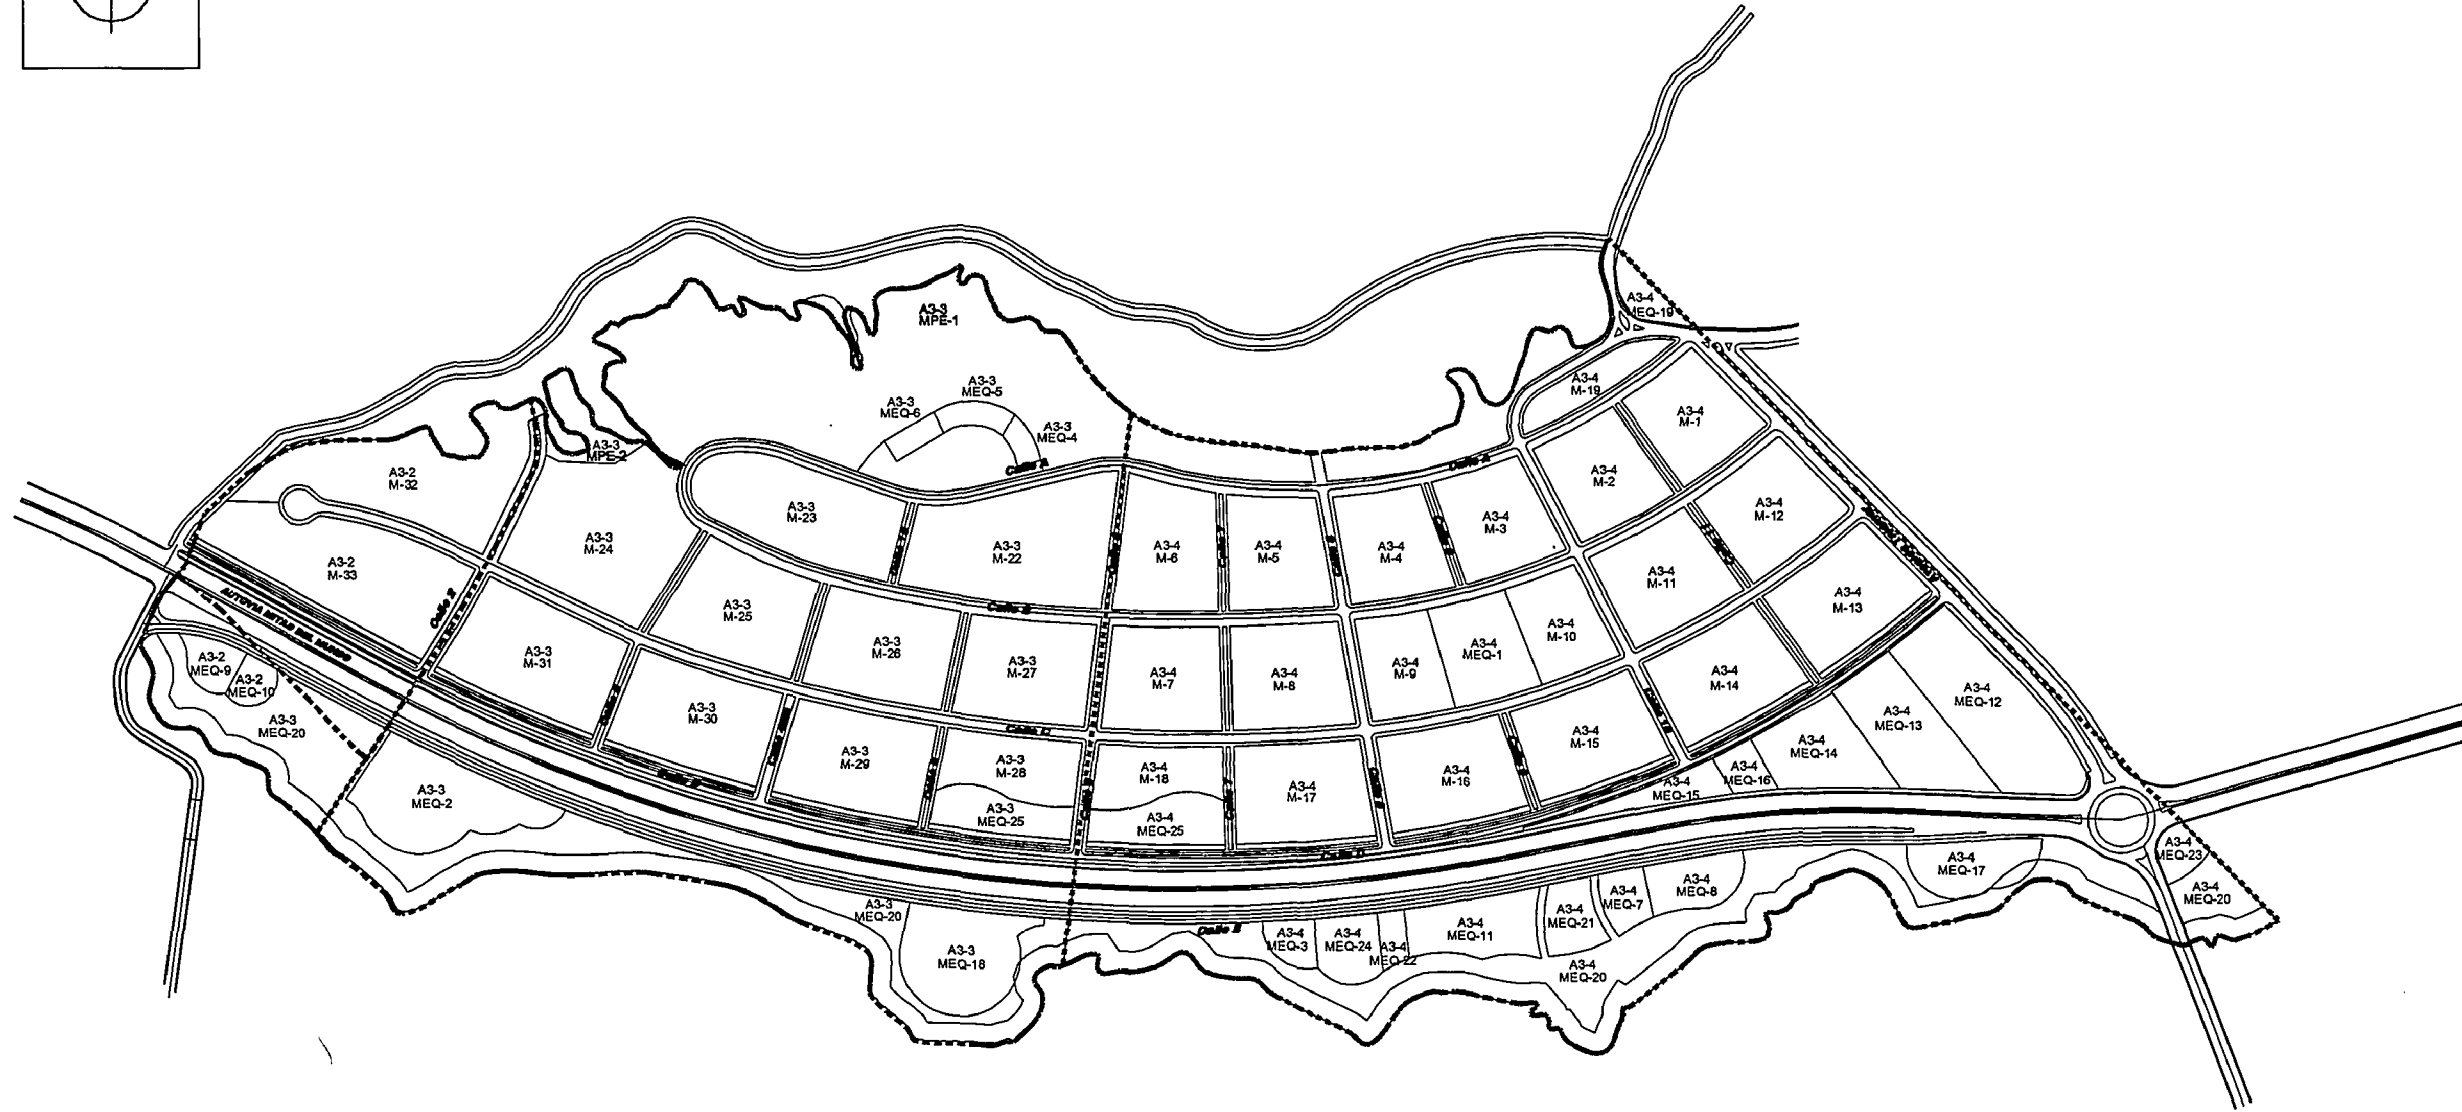 A3-3
MPE-1
A3-4
MEQ-19
A3-3
MEQ-5
A3-3
MEQ-6
A3-3
MEQ-4
A3-4
M-19
A3-4
M-1
A3-3
MPE-2
Calle A
Calle A
A3-2
M-32
A3-4
M-2
A3-3
M-23
A3-4
M-3
A3-4
M-12
A3-3
M-24
A3-3
M-22
A3-4
M-6
A3-4
M-5
A3-4
M-4
A3-2
M-33
A3-4
M-11
A3-4
M-13
Calle 2
A3-3
M-25
Calle B
AUTOVIA MITAD DEL MUNDO
A3-3
M-31
A3-3
M-26
A3-3
M-27
A3-4
M-7
A3-4
M-8
A3-4
M-9
A3-4
MEQ-1
A3-4
M-10
A3-4
M-14
A3-2
MEQ-9
A3-2
MEQ-10
A3-3
MEQ-20
A3-3
M-30
A3-4
MEQ-12
A3-4
MEQ-13
A3-4
MEQ-14
Calle C
A3-3
M-29
A3-3
M-28
A3-4
M-18
A3-4
M-17
A3-4
M-16
A3-4
M-15
A3-4
MEQ-16
A3-4
MEQ-15
A3-3
MEQ-2
A3-3
MEQ-25
A3-4
MEQ-25
Calle D
A3-4
MEQ-23
A3-4
MEQ-17
A3-4
MEQ-20
A3-4
MEQ-8
A3-4
MEQ-7
A3-4
MEQ-21
A3-4
MEQ-11
A3-3
MEQ-20
Calle E
A3-4
MEQ-3
A3-4
MEQ-24
A3-4
MEQ-22
A3-3
MEQ-18
A3-4
MEQ-20